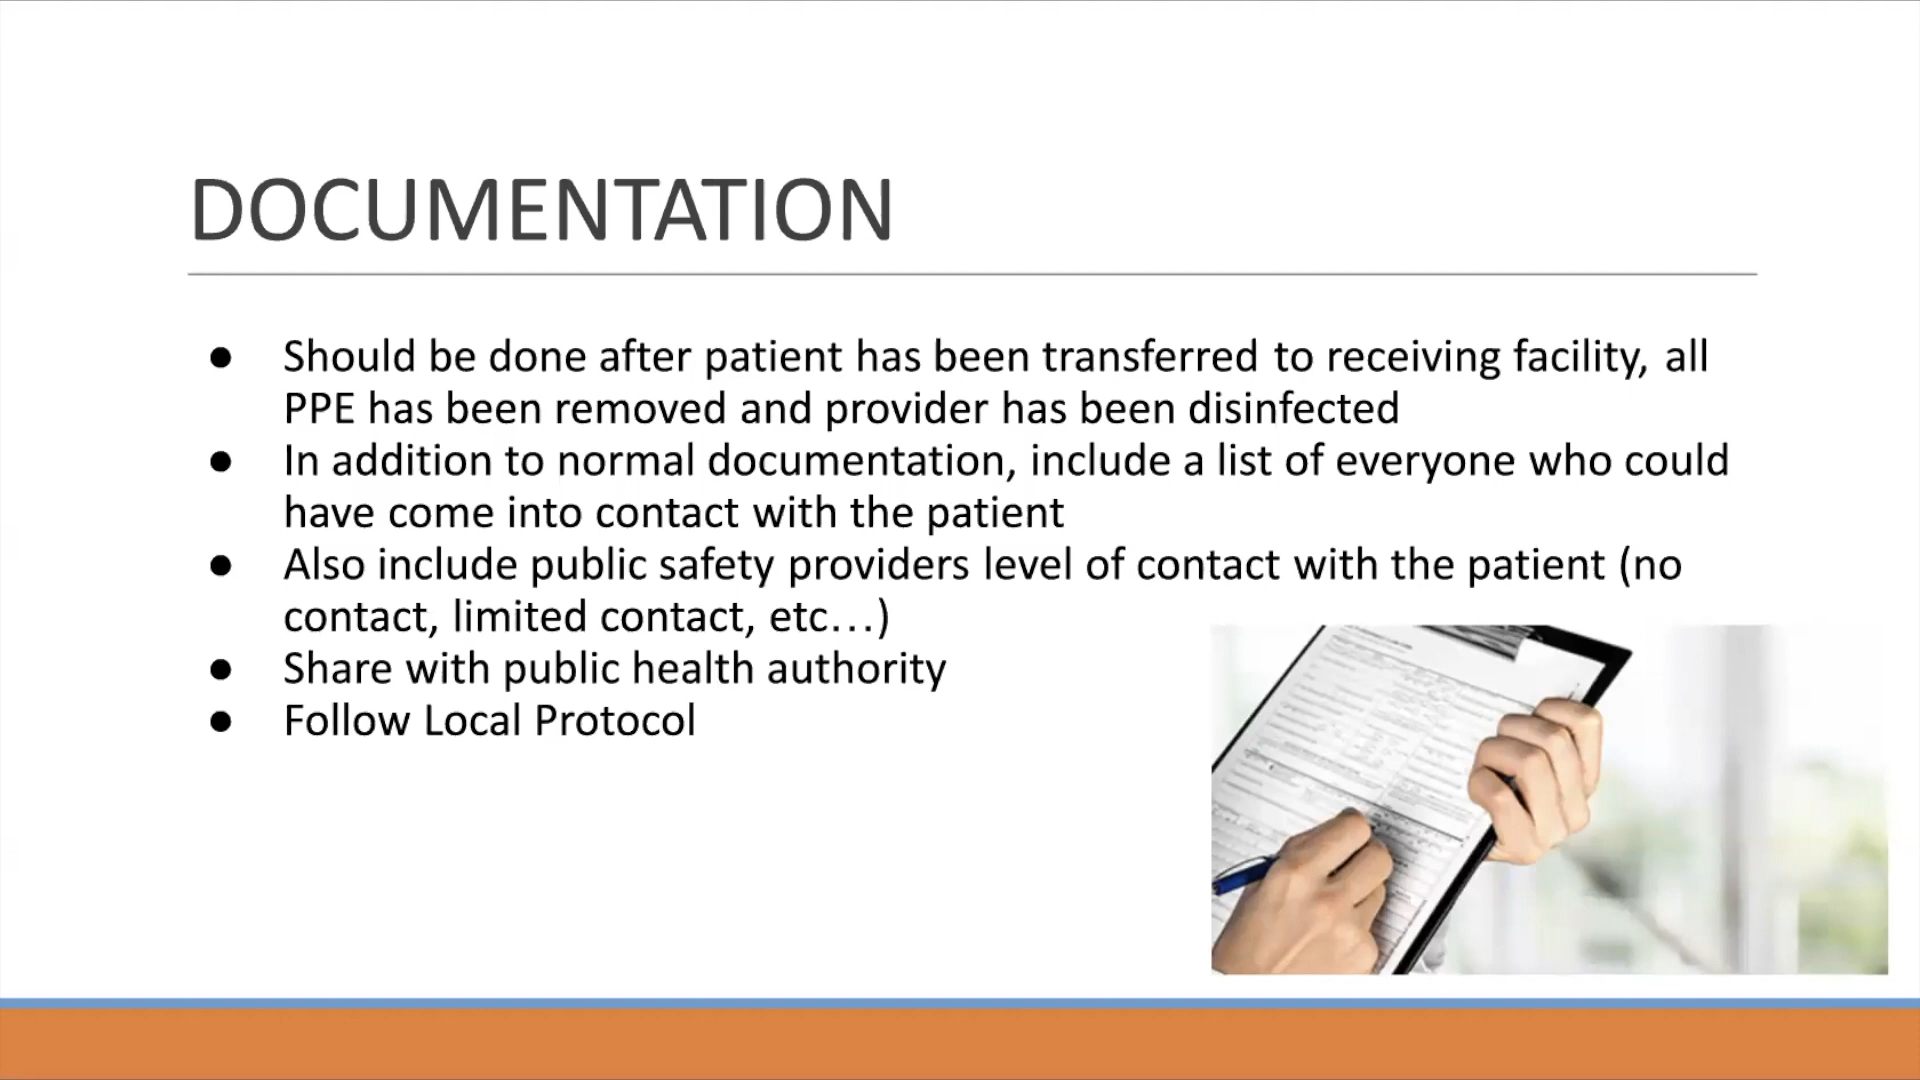 DOCUMENTATION
● Should be done after patient has been transferred to receiving facility, all
PPE has been removed and provider has been disinfected
● In addition to normal documentation, include a list of everyone who could
have come into contact with the patient
● Also include public safety providers level of contact with the patient (no
contact, limited contact, etc...)
● Share with public health authority
● Follow Local Protocol